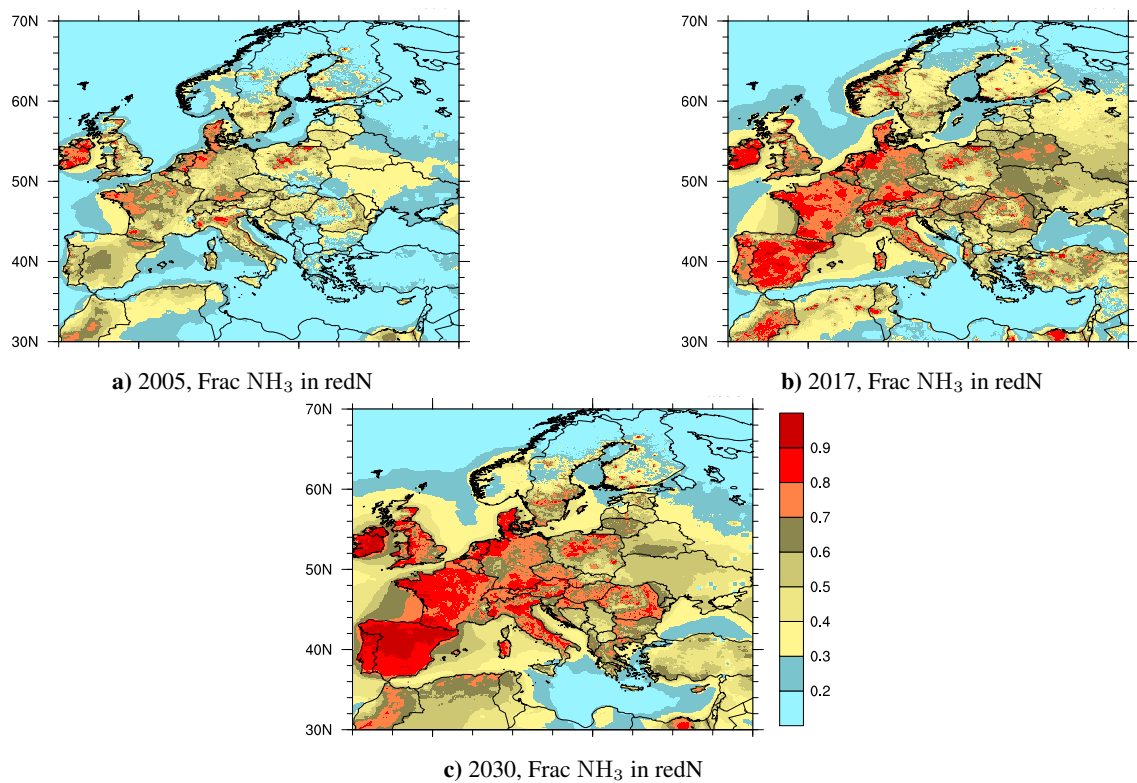 70N
60N
50N
40N
30N
a) 2005, Frac NH₃ in redN
70N
60N
50N
40N
30N
b) 2017, Frac NH₃ in redN
70N
60N
50N
40N
30N
0.9
0.8
0.7
0.6
0.5
0.4
0.3
0.2
c) 2030, Frac NH₃ in redN